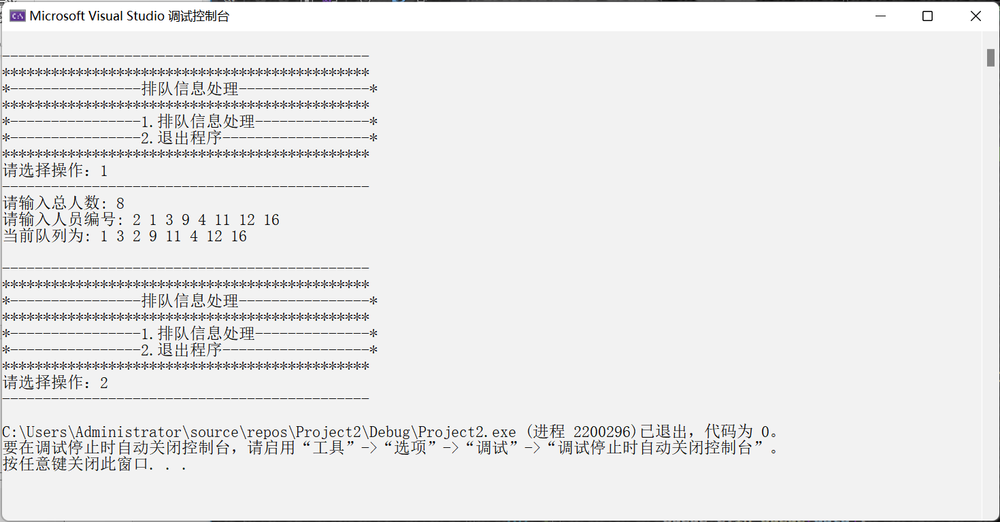 Microsoft Visual Studio 调试控制台
---------------------------------------------
*********************************************
*----------------排队信息处理----------------*
*********************************************
*----------------1.排队信息处理--------------*
*----------------2.退出程序------------------*
*********************************************
请选择操作：1
---------------------------------------------
请输入总人数: 8
请输入人员编号: 2 1 3 9 4 11 12 16
当前队列为: 1 3 2 9 11 4 12 16
---------------------------------------------
*********************************************
*----------------排队信息处理----------------*
*********************************************
*----------------1.排队信息处理--------------*
*----------------2.退出程序------------------*
*********************************************
请选择操作：2
---------------------------------------------
C:\Users\Administrator\source\repos\Project2\Debug\Project2.exe (进程 2200296)已退出，代码为 0。
要在调试停止时自动关闭控制台，请启用“工具”->“选项”->“调试”->“调试停止时自动关闭控制台”。
按任意键关闭此窗口. . .